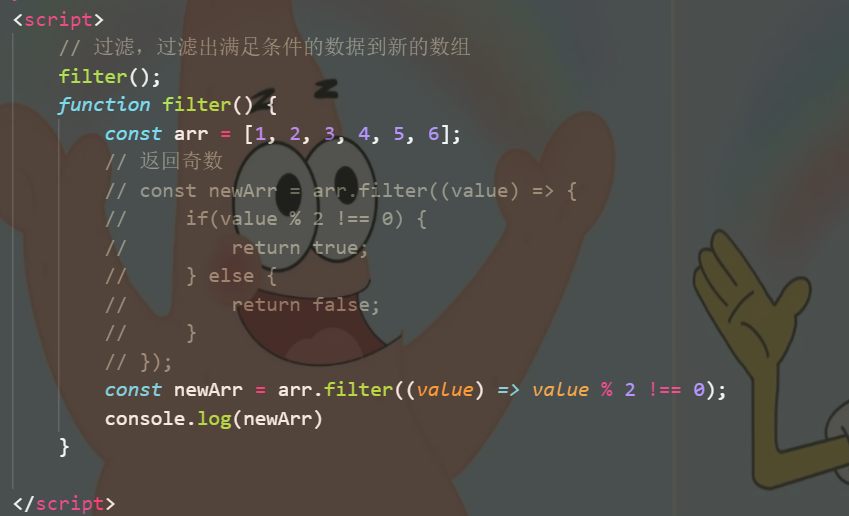 <script>
// 过滤，过滤出满足条件的数据到新的数组
filter();
function filter() {
const arr = [1, 2, 3, 4, 5, 6];
// 返回奇数
// const newArr = arr.filter((value) => {
//     if(value % 2 !== 0) {
//         return true;
//     } else {
//         return false;
//     }
// });
const newArr = arr.filter((value) => value % 2 !== 0);
console.log(newArr)
}
</script>